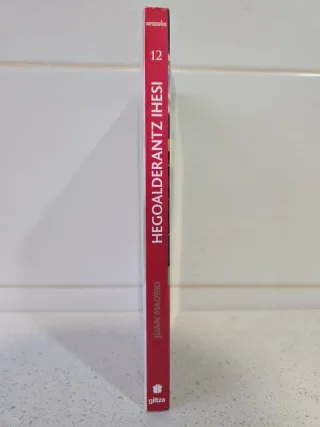 12
HEGOALDERANTZ IHESI
JUAN MADRID
giltza